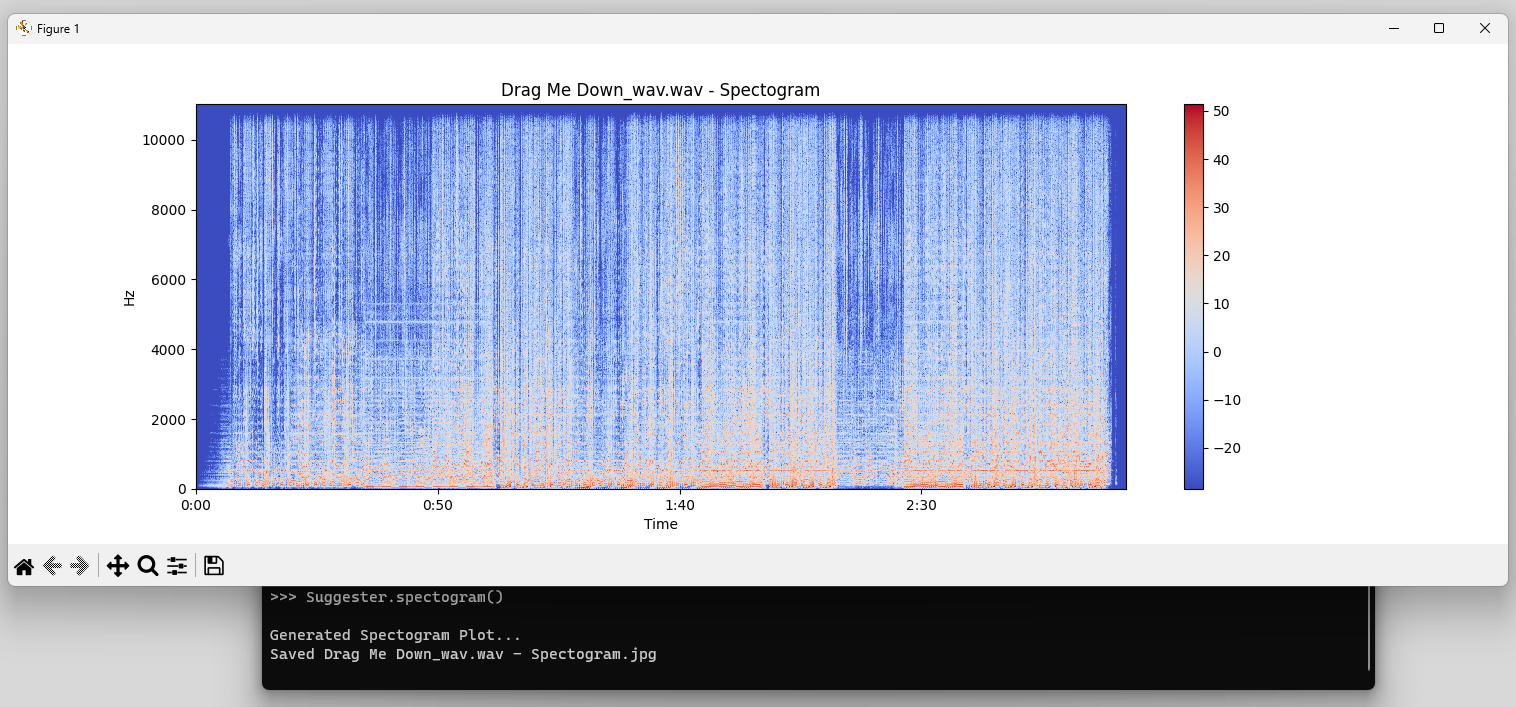 Figure 1
Drag Me Down_wav.wav - Spectogram
10000
8000
6000
4000
2000
0
Hz
0:00 0:50 1:40 2:30
Time
50
40
30
20
10
0
−10
−20
>>> Suggester.spectogram()
Generated Spectogram Plot...
Saved Drag Me Down_wav.wav - Spectogram.jpg